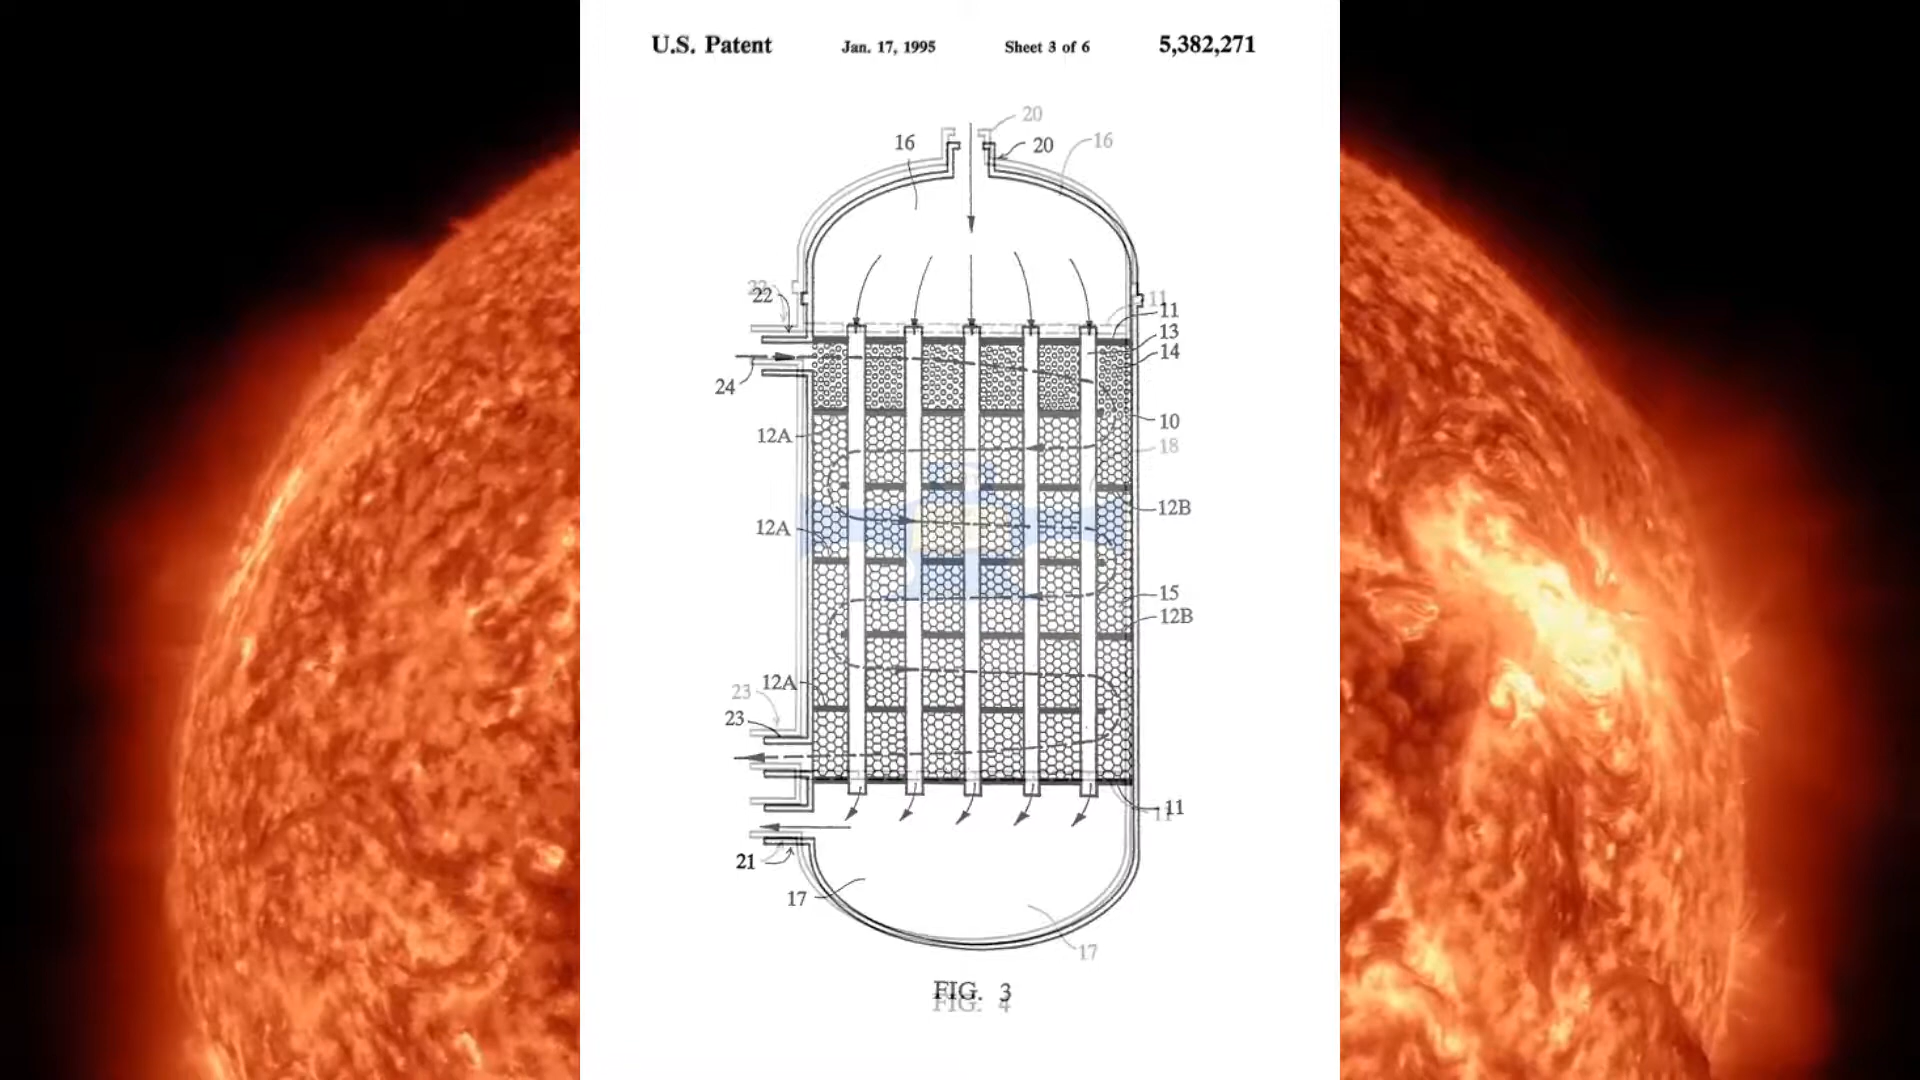 U.S. Patent Jan. 17, 1995 Sheet 3 of 6 5,382,271
20
16 20 16
22 22 11
11
13
14
24
10
12A
18
12B
12A
15
12B
12A
23
23
11
11
21
17
17
FIG. 3
FIG. 4